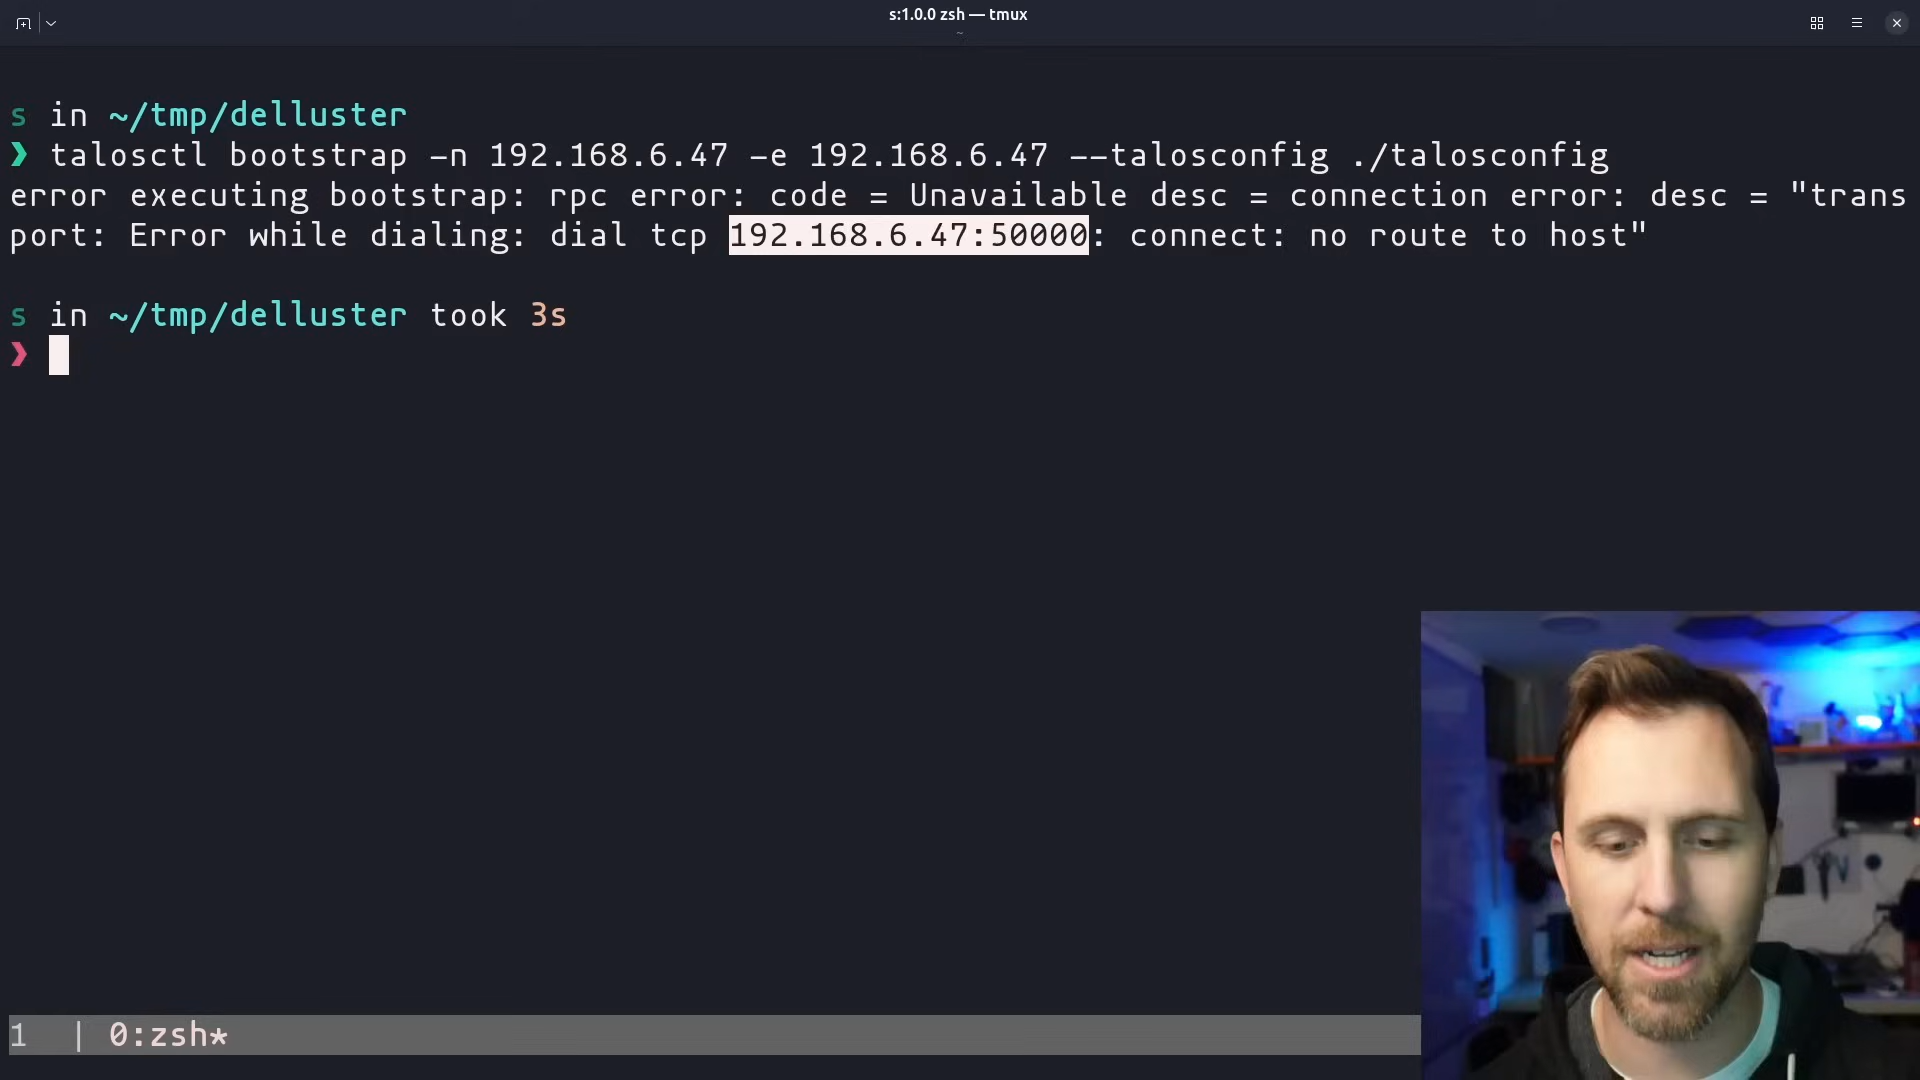 s:1.0.0 zsh — tmux
~
s in ~/tmp/delluster
❯ talosctl bootstrap -n 192.168.6.47 -e 192.168.6.47 --talosconfig ./talosconfig
error executing bootstrap: rpc error: code = Unavailable desc = connection error: desc = "trans
port: Error while dialing: dial tcp 192.168.6.47:50000: connect: no route to host"
s in ~/tmp/delluster took 3s
❯
1 | 0:zsh*